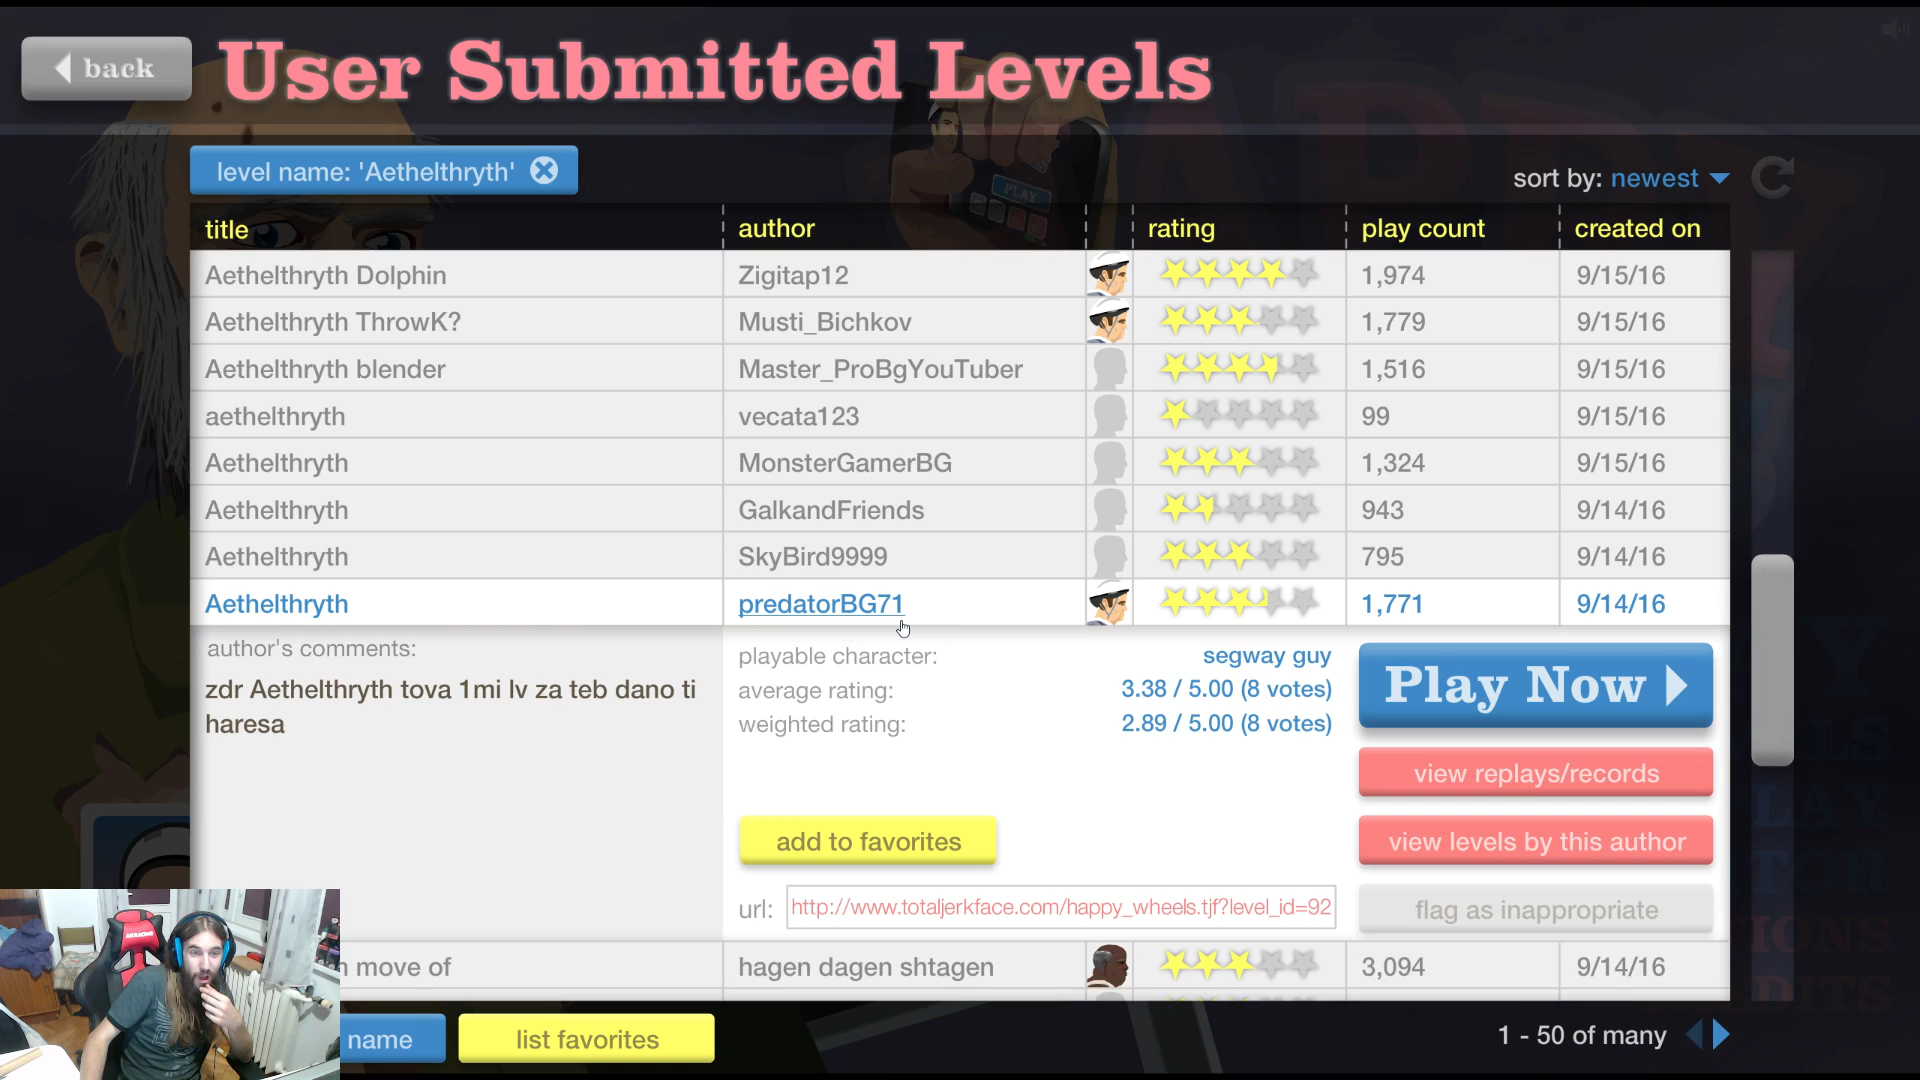 back
User Submitted Levels
level name: 'Aethelthryth'
sort by: newest
title author rating play count created on
Aethelthryth Dolphin Zigitap12 1,974 9/15/16
Aethelthryth ThrowK? Musti_Bichkov 1,779 9/15/16
Aethelthryth blender Master_ProBgYouTuber 1,516 9/15/16
aethelthryth vecata123 99 9/15/16
Aethelthryth MonsterGamerBG 1,324 9/15/16
Aethelthryth GalkandFriends 943 9/14/16
Aethelthryth SkyBird9999 795 9/14/16
Aethelthryth predatorBG71 1,771 9/14/16
author's comments:
zdr Aethelthryth tova 1mi lv za teb dano ti
haresa
playable character: segway guy
average rating: 3.38 / 5.00 (8 votes)
weighted rating: 2.89 / 5.00 (8 votes)
Play Now
view replays/records
add to favorites
view levels by this author
url: http://www.totaljerkface.com/happy_wheels.tjf?level_id=92
flag as inappropriate
move of hagen dagen shtagen 3,094 9/14/16
name
list favorites
1 - 50 of many